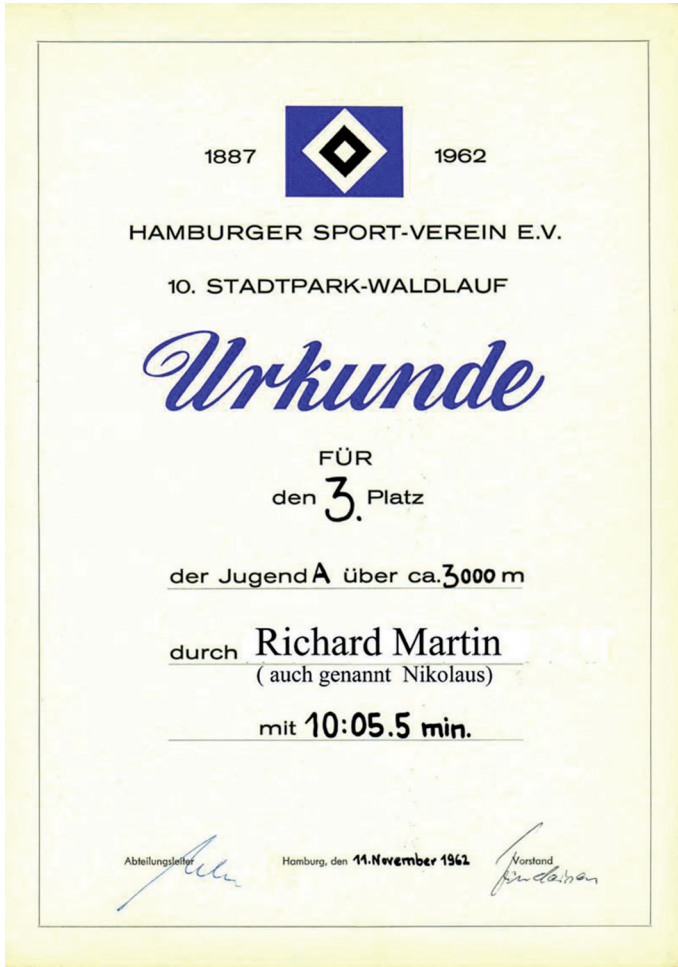 1887 1962
HAMBURGER SPORT-VEREIN E.V.
10. STADTPARK-WALDLAUF
Urkunde
FÜR
den 3. Platz
der Jugend A über ca. 3000 m
durch Richard Martin
( auch genannt Nikolaus)
mit 10:05.5 min.
Abteilungsleiter Hamburg, den 11. November 1962 Vorstand